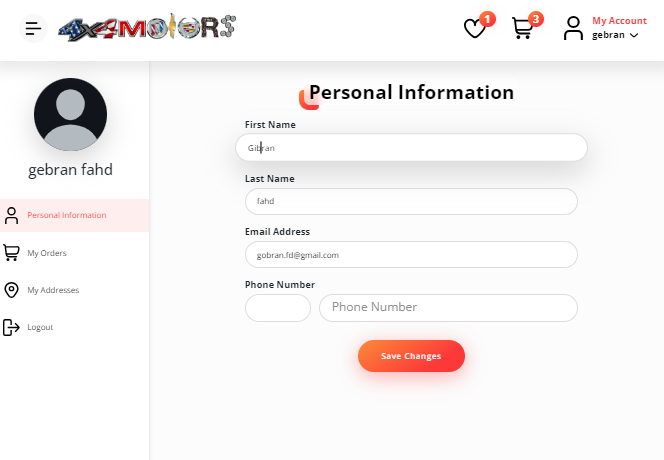 4x4MOTORS
1
3
My Account
gebran
gebran fahd
Personal Information
My Orders
My Addresses
Logout
Personal Information
First Name
Gibran
Last Name
fahd
Email Address
gobran.fd@gmail.com
Phone Number
Phone Number
Save Changes